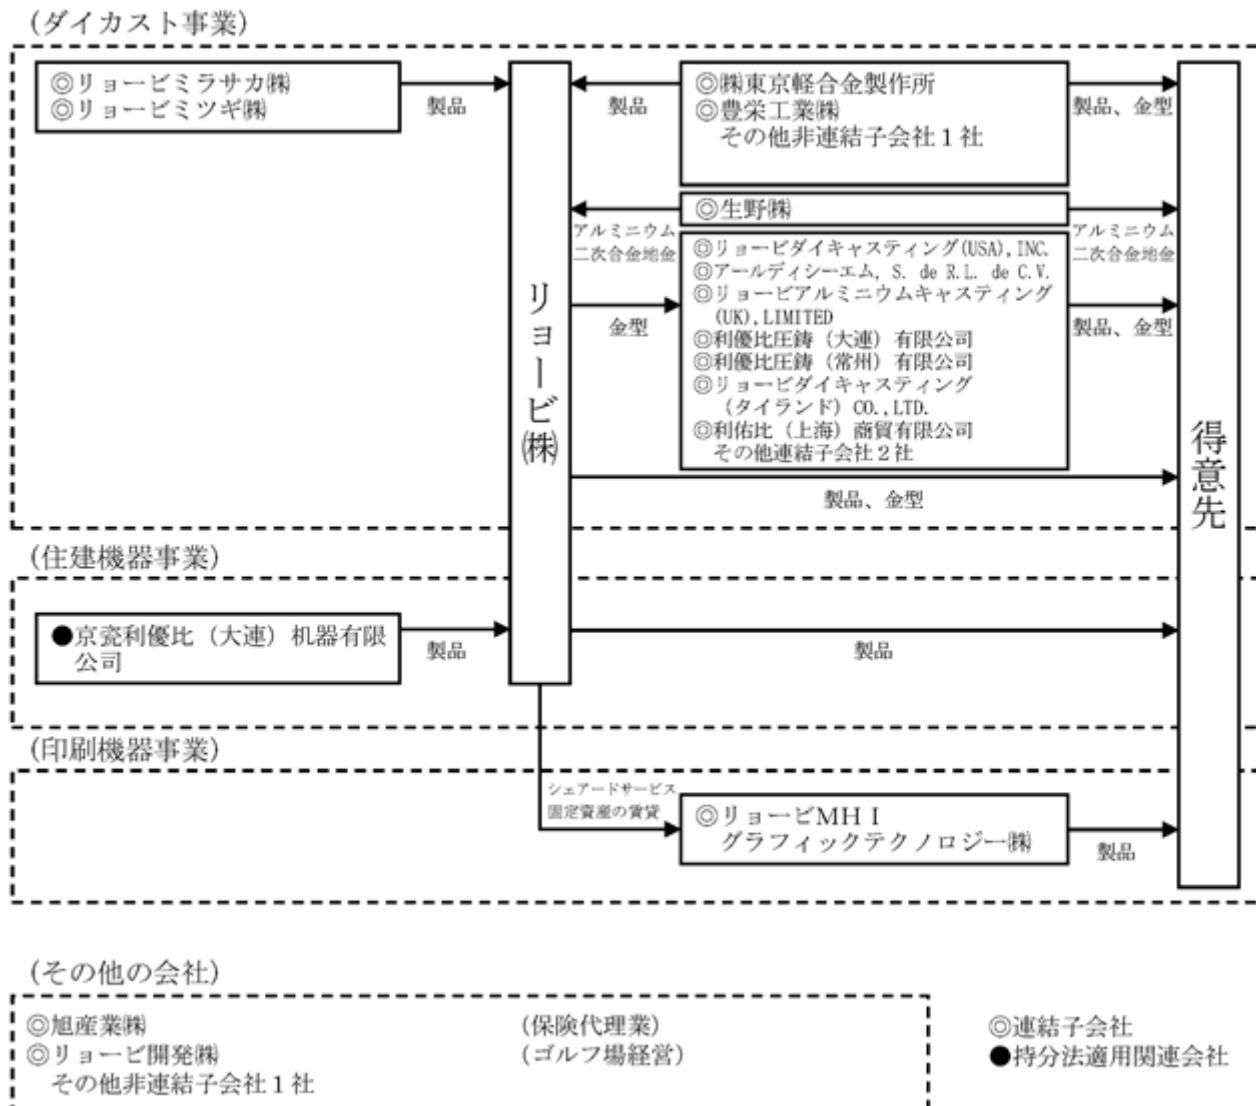 (ダイカスト事業)
◎リョービミラサカ㈱
◎リョービミツギ㈱
製品
リョービ㈱
製品
◎㈱東京軽合金製作所
◎豊栄工業㈱
その他非連結子会社1社
製品、金型
得意先
◎生野㈱
アルミニウム
二次合金地金
アルミニウム
二次合金地金
◎リョービダイキャスティング(USA),INC.
◎アールディシーエム, S. de R.L. de C.V.
◎リョービアルミニウムキャスティング
(UK),LIMITED
◎利優比圧鋳（大連）有限公司
◎利優比圧鋳（常州）有限公司
◎リョービダイキャスティング
（タイランド）CO.,LTD.
◎利佑比（上海）商貿有限公司
その他連結子会社2社
金型
製品、金型
製品、金型
(住建機器事業)
●京瓷利優比（大連）机器有限
公司
製品
製品
(印刷機器事業)
シェアードサービス
固定資産の賃貸
◎リョービMHI
グラフィックテクノロジー㈱
製品
(その他の会社)
◎旭産業㈱ (保険代理業)
◎リョービ開発㈱ (ゴルフ場経営)
その他非連結子会社1社
◎連結子会社
●持分法適用関連会社